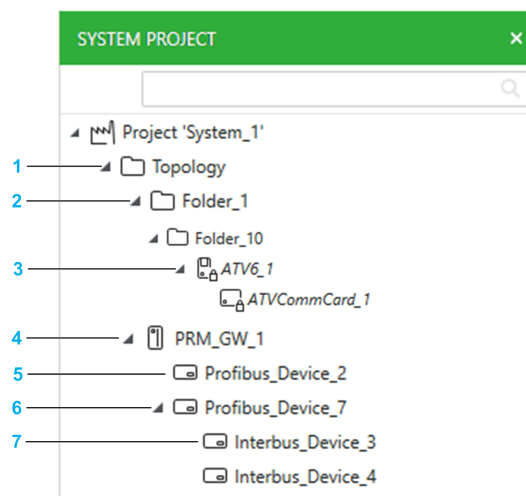 SYSTEM PROJECT ×
Project 'System_1'
1 Topology
2 Folder_1
Folder_10
3 ATV6_1
ATVCommCard_1
4 PRM_GW_1
5 Profibus_Device_2
6 Profibus_Device_7
7 Interbus_Device_3
Interbus_Device_4